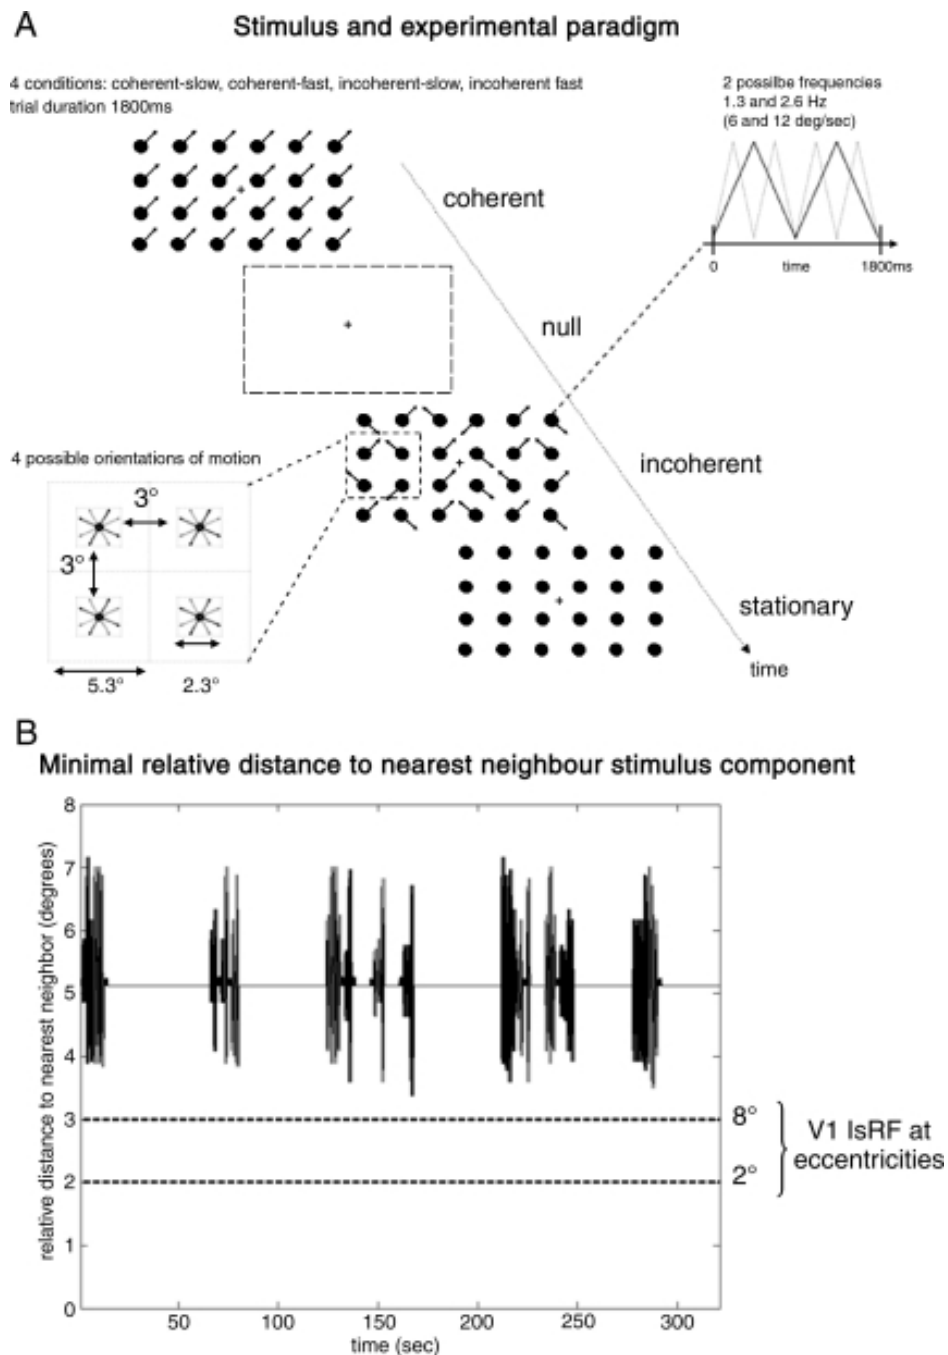 A
Stimulus and experimental paradigm
4 conditions: coherent-slow, coherent-fast, incoherent-slow, incoherent fast
trial duration 1800ms
2 possilbe frequencies
1.3 and 2.6 Hz
(6 and 12 deg/sec)
0 time 1800ms
coherent
null
incoherent
stationary
time
4 possible orientations of motion
3°
3°
5.3° 2.3°
B
Minimal relative distance to nearest neighbour stimulus component
relative distance to nearest neighbor (degrees)
8
7
6
5
4
3
2
1
0
50 100 150 200 250 300
time (sec)
8°
2°
V1 lsRF at
eccentricities